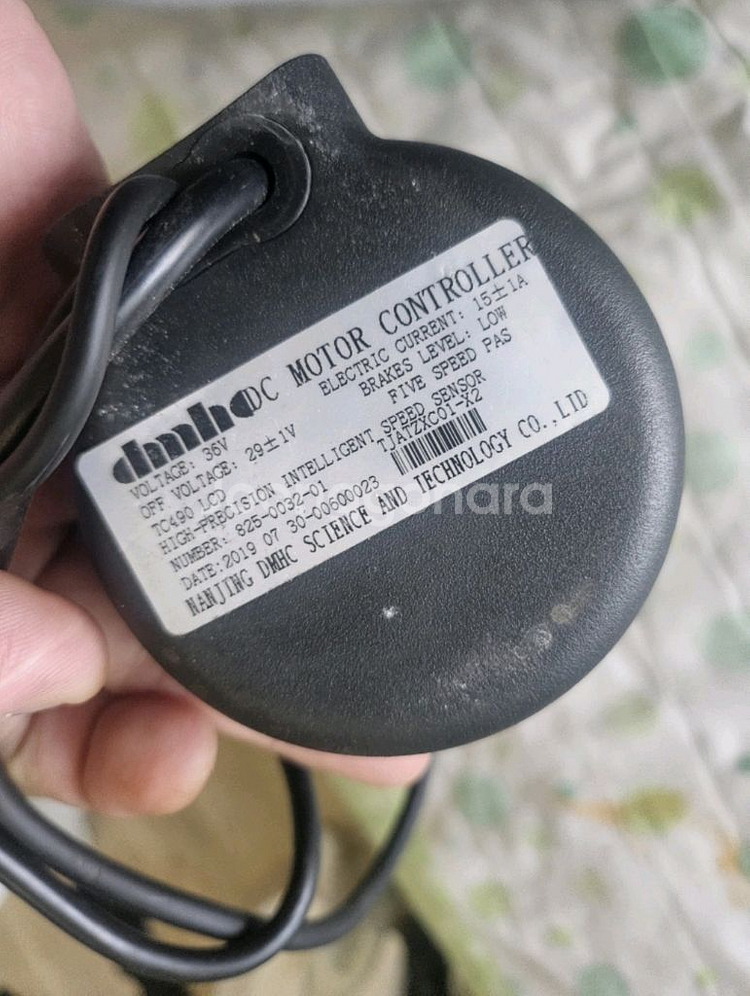 dmhc DC MOTOR CONTROLLER
VOLTAGE: 36V ELECTRIC CURRENT: 15±1A
OFF VOLTAGE: 29±1V BRAKES LEVEL: LOW
TC490 LCD FIVE SPEED PAS
HIGH-PRECISION INTELLIGENT SPEED SENSOR
NUMBER: 825-0032-01 TJATZXC01-X2
DATE:2019 07 30-00600023
NANJING DMHC SCIENCE AND TECHNOLOGY CO.,LTD